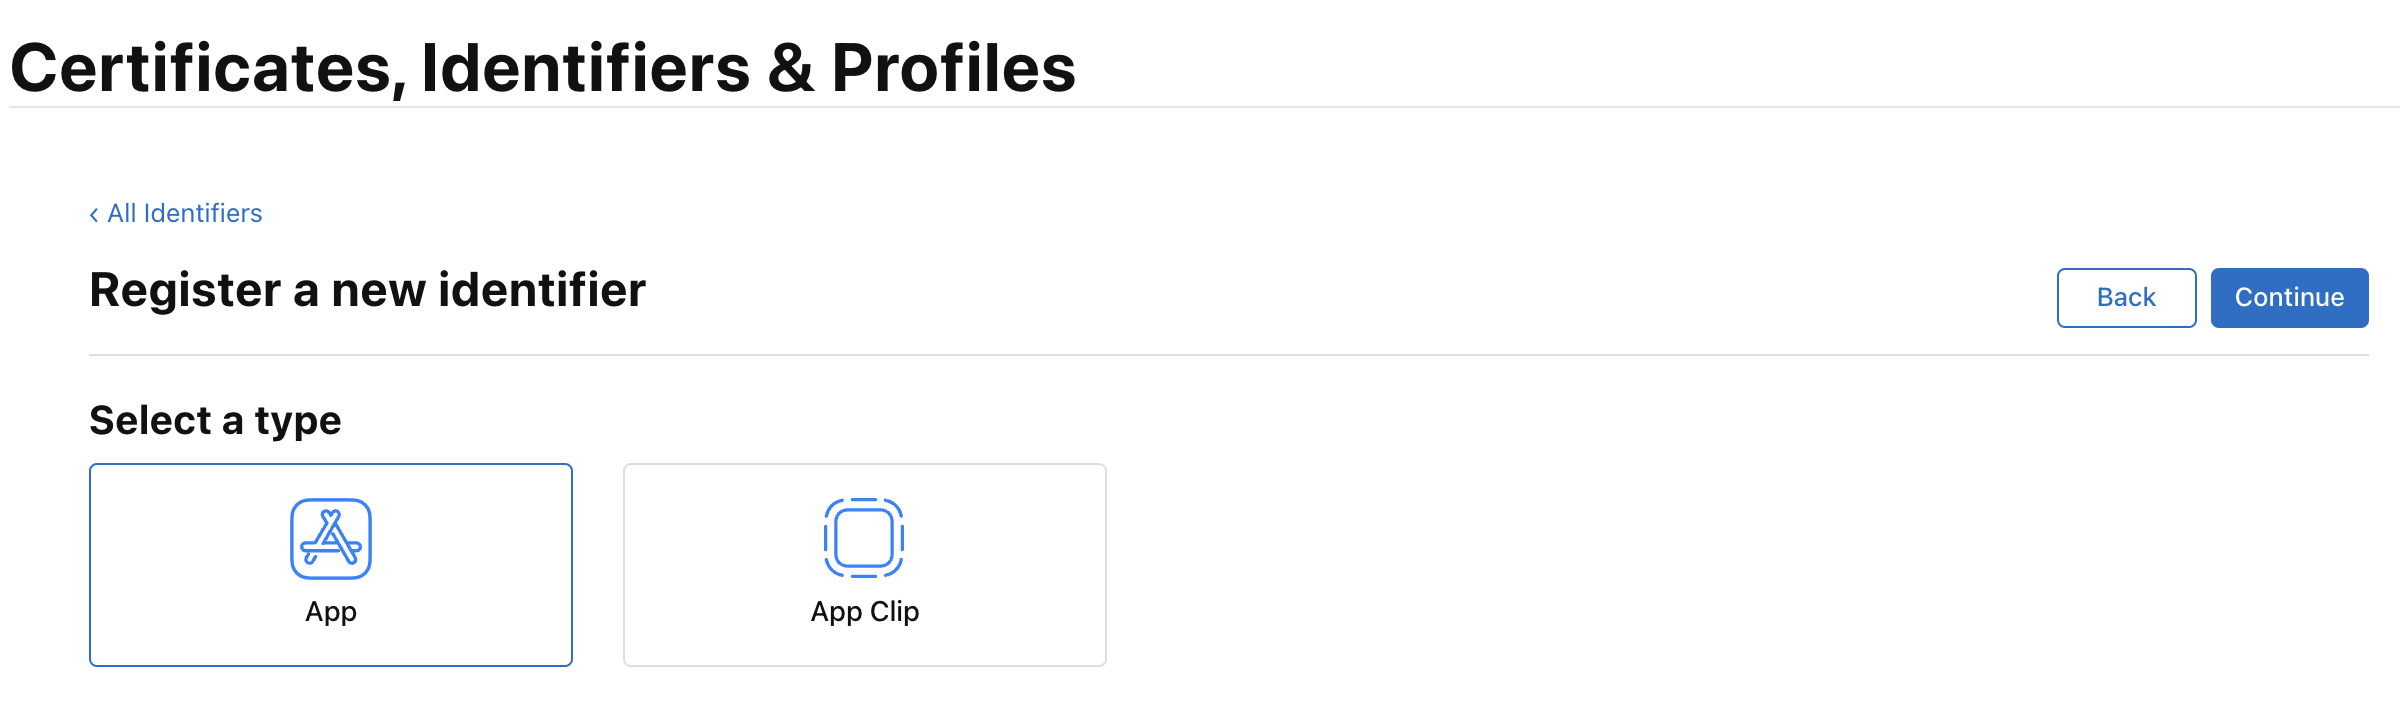 Certificates, Identifiers & Profiles
‹ All Identifiers
Register a new identifier
Back
Continue
Select a type
App
App Clip